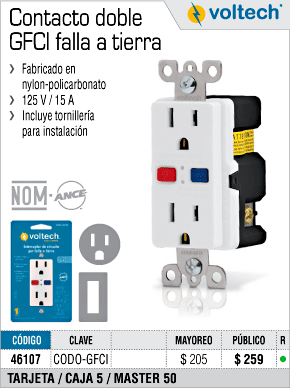 Contacto doble
GFCI falla a tierra
voltech®
Fabricado en
nylon-policarbonato
125 V / 15 A
Incluye tornillería
para instalación
NOM-ANCE
voltech
Interruptor de circuito
por falla a tierra
CÓDIGO CLAVE MAYOREO PÚBLICO R
46107 CODO-GFCI $ 205 $ 259
TARJETA / CAJA 5 / MASTER 50